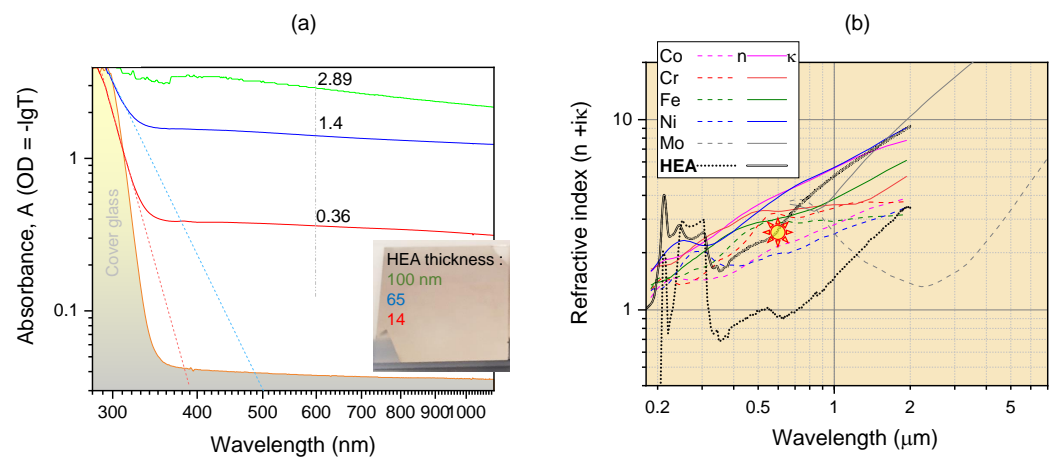 (a)
Absorbance, A (OD = -lgT)
1
0.1
Cover glass
2.89
1.4
0.36
HEA thickness :
100 nm
65
14
300
400
500
600
700
800
900
1000
Wavelength (nm)
(b)
Refractive index (n +iκ)
10
1
Co n κ
Cr
Fe
Ni
Mo
HEA
0.2
0.5
1
2
5
Wavelength (μm)